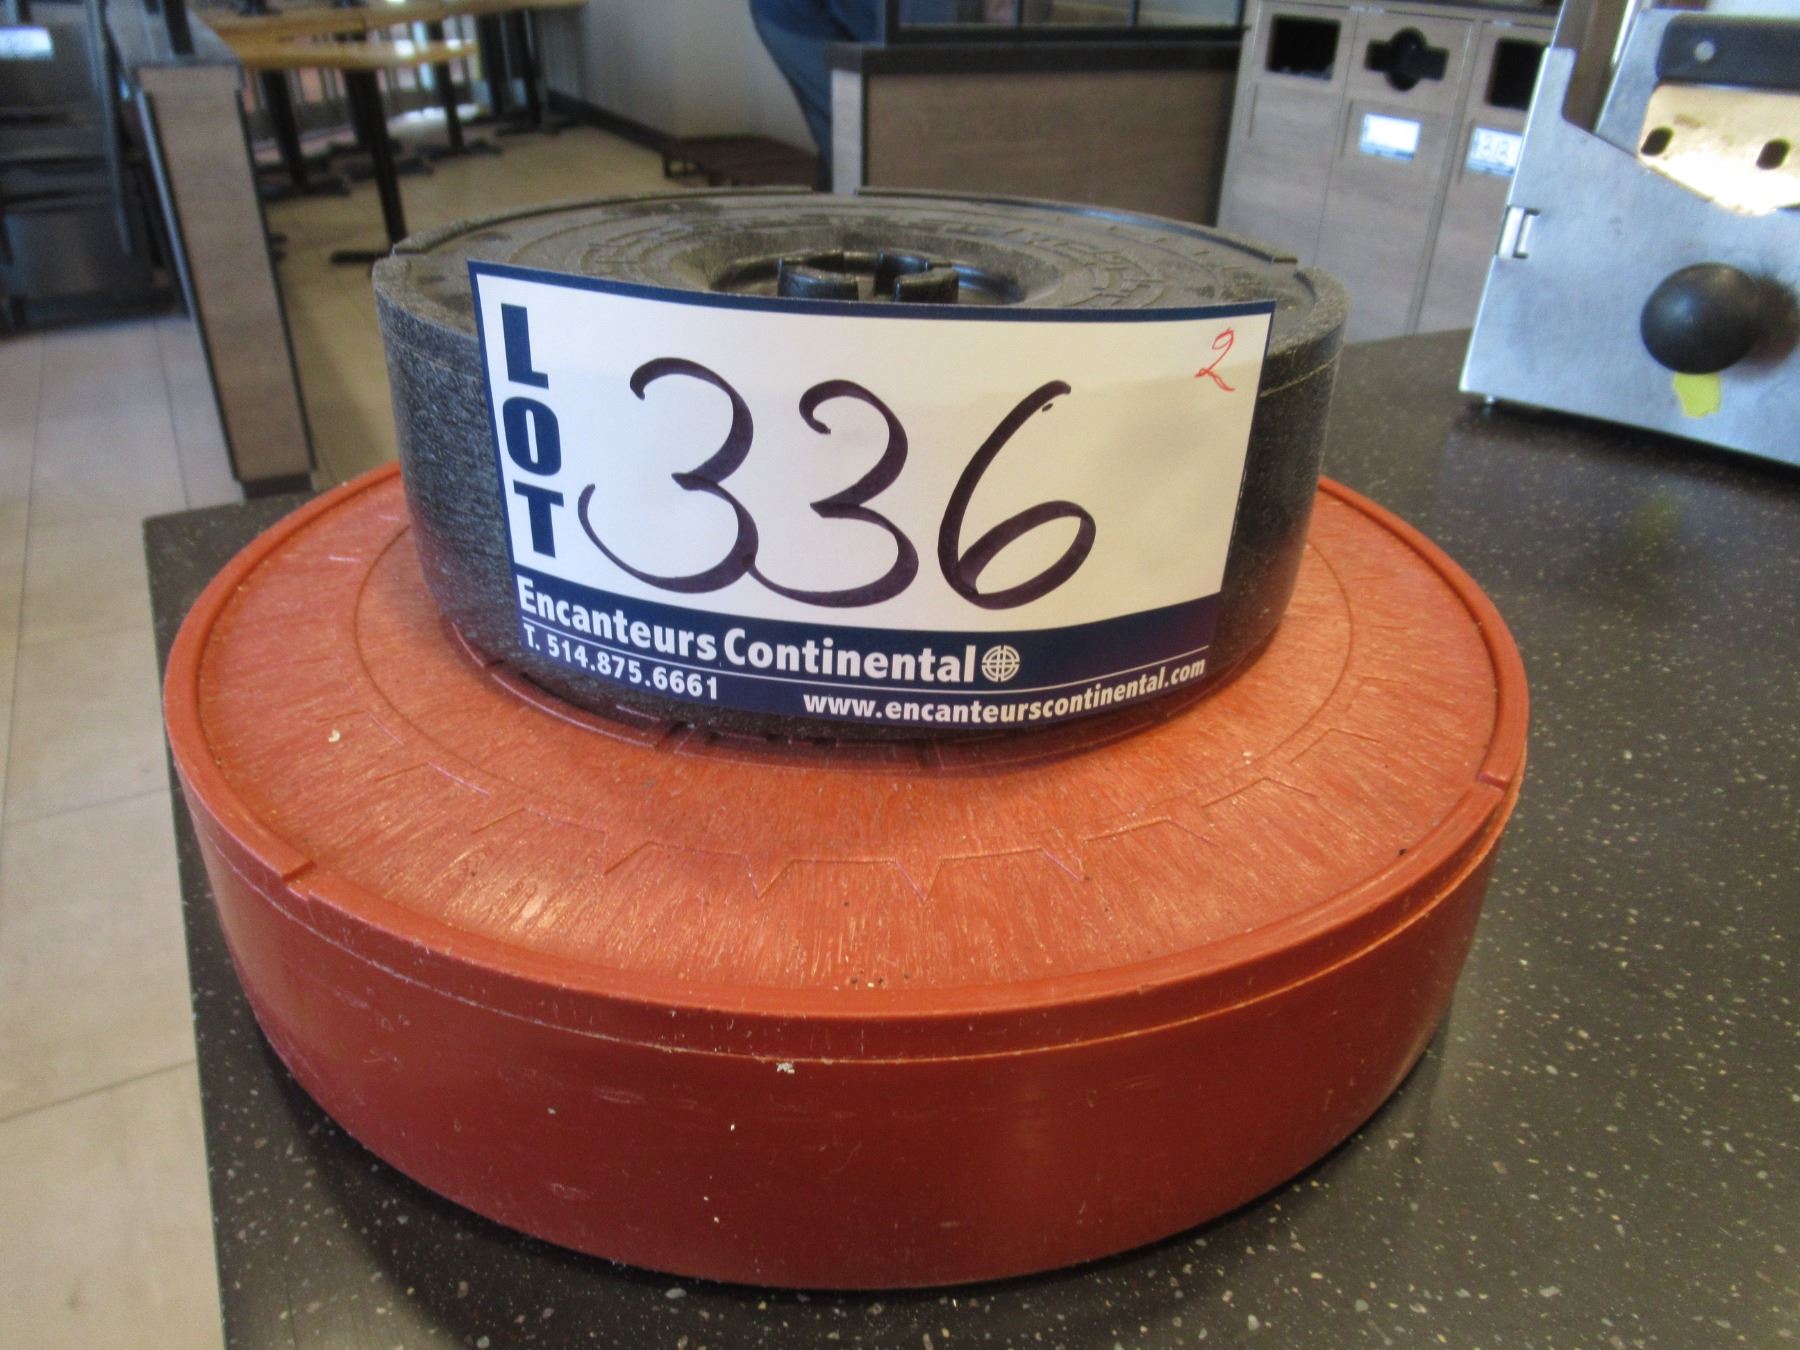 LOT
336
2
Encanteurs Continental
T. 514.875.6661
www.encanteurscontinental.com